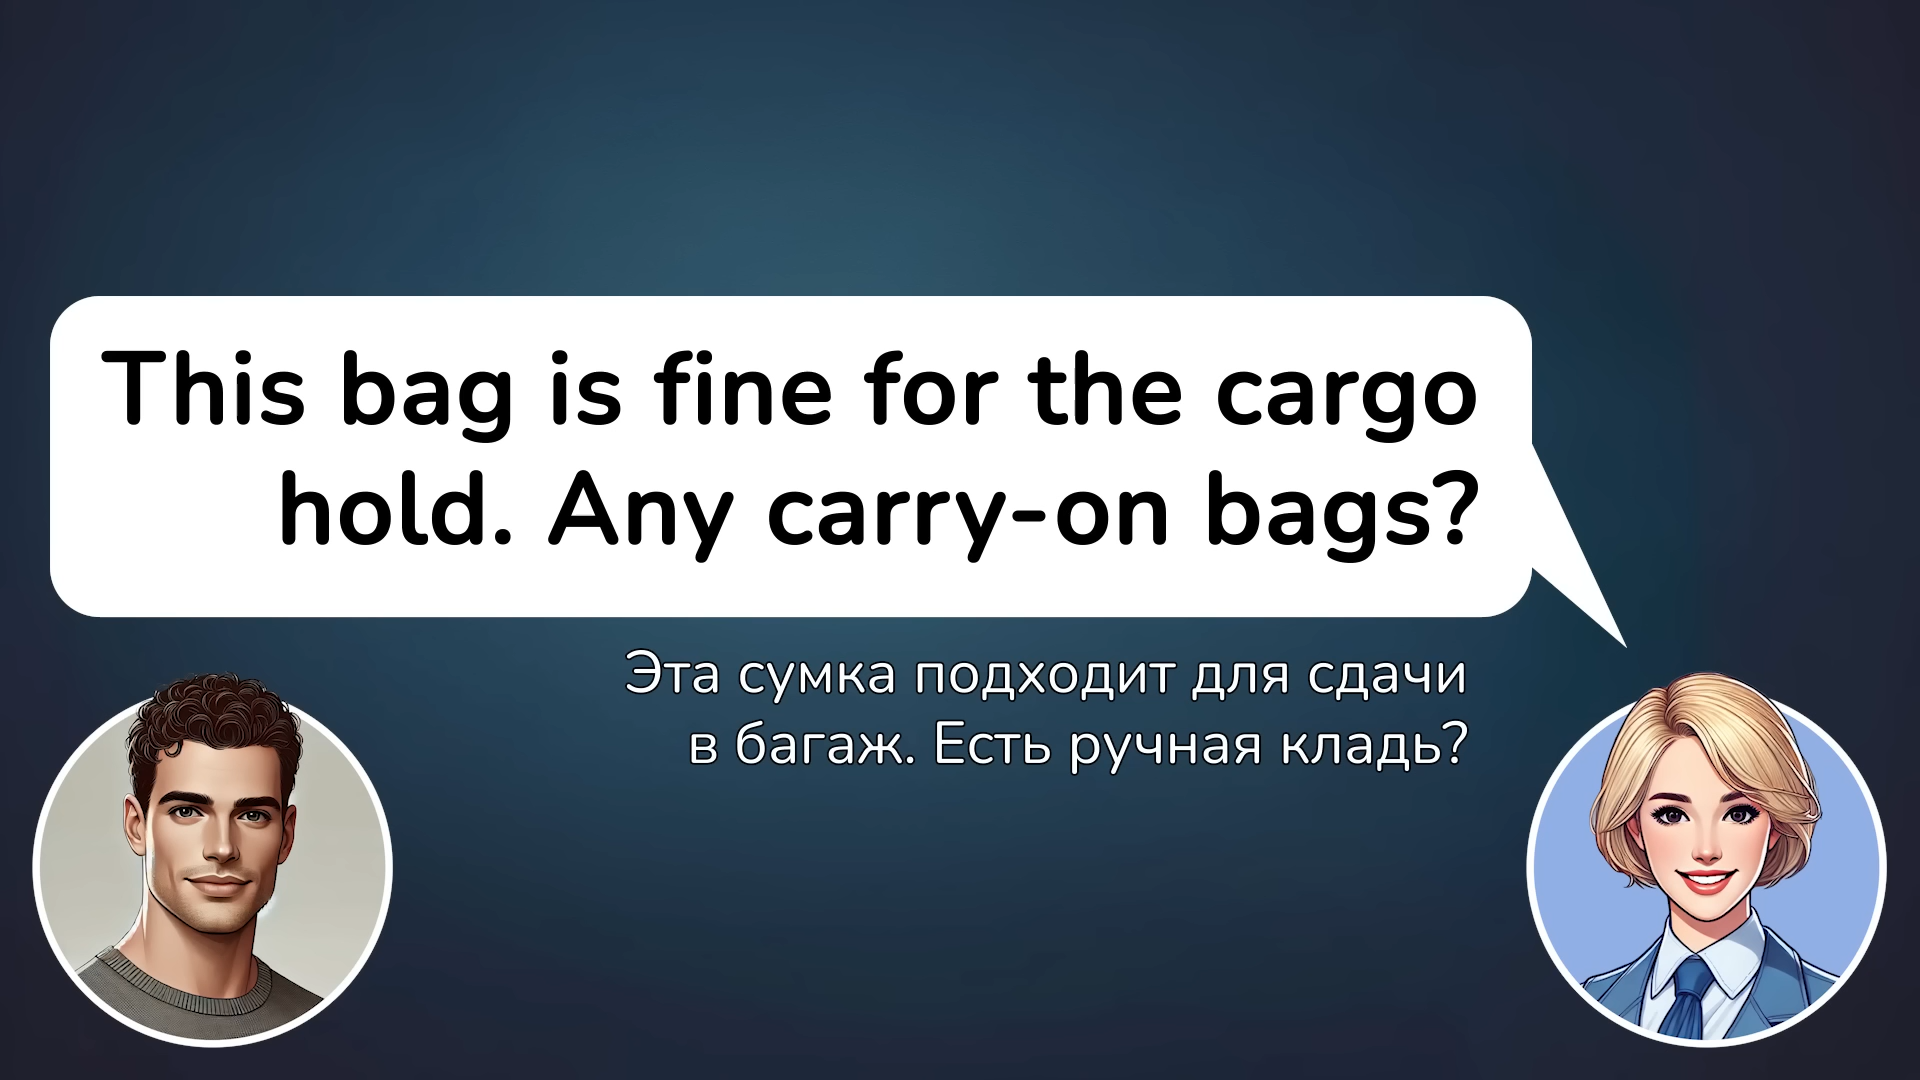 This bag is fine for the cargo
hold. Any carry-on bags?
Эта сумка подходит для сдачи
в багаж. Есть ручная кладь?